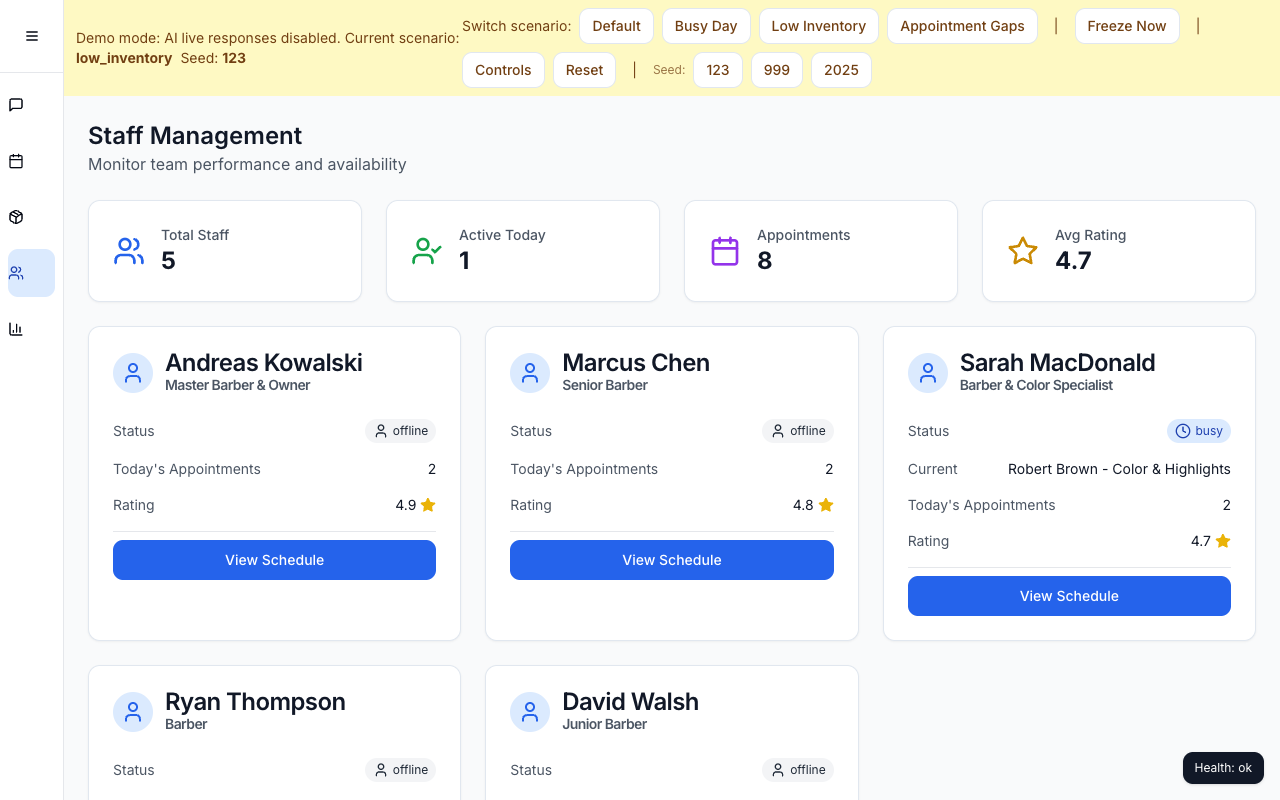 Demo mode: AI live responses disabled. Current scenario:
low_inventory Seed: 123
Switch scenario: Default Busy Day Low Inventory Appointment Gaps | Freeze Now |
Controls Reset | Seed: 123 999 2025
Staff Management
Monitor team performance and availability
Total Staff
5
Active Today
1
Appointments
8
Avg Rating
4.7
Andreas Kowalski
Master Barber & Owner
Status offline
Today's Appointments 2
Rating 4.9
View Schedule
Marcus Chen
Senior Barber
Status offline
Today's Appointments 2
Rating 4.8
View Schedule
Sarah MacDonald
Barber & Color Specialist
Status busy
Current Robert Brown - Color & Highlights
Today's Appointments 2
Rating 4.7
View Schedule
Ryan Thompson
Barber
Status offline
David Walsh
Junior Barber
Status offline
Health: ok